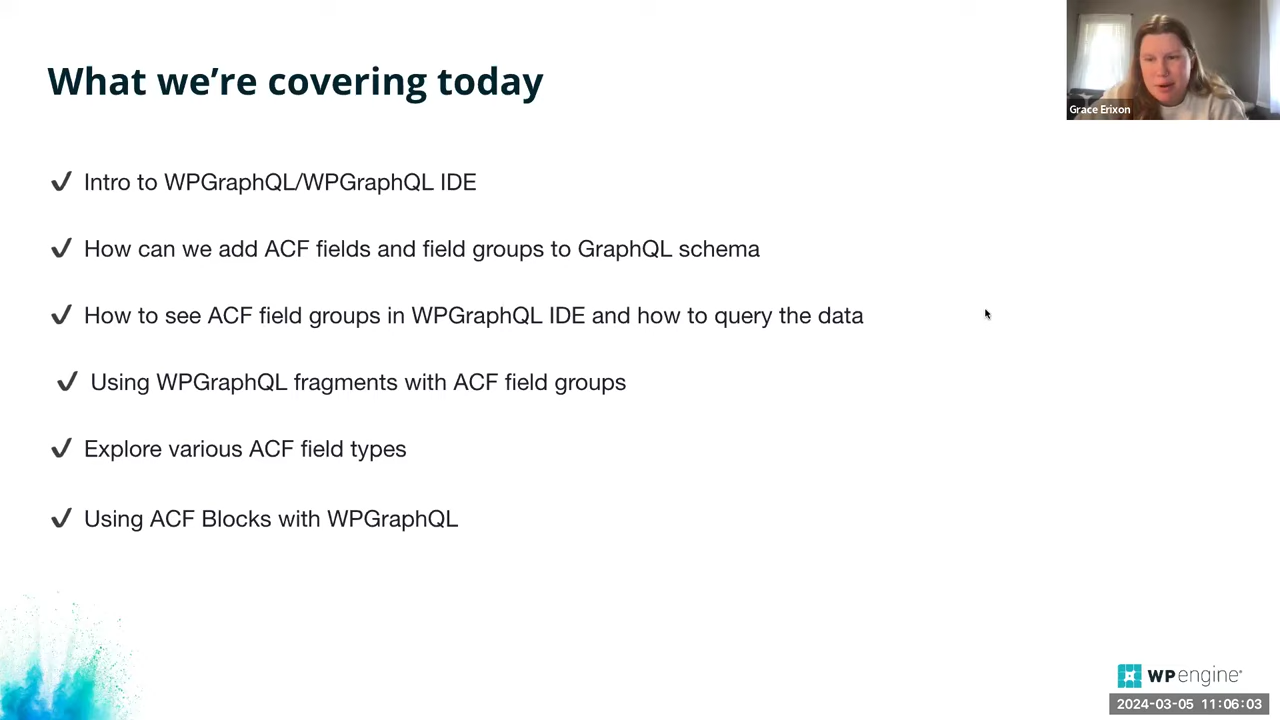 What we’re covering today
Grace Erixon
✔ Intro to WPGraphQL/WPGraphQL IDE
✔ How can we add ACF fields and field groups to GraphQL schema
✔ How to see ACF field groups in WPGraphQL IDE and how to query the data
✔ Using WPGraphQL fragments with ACF field groups
✔ Explore various ACF field types
✔ Using ACF Blocks with WPGraphQL
WP engine
2024-03-05 11:06:03